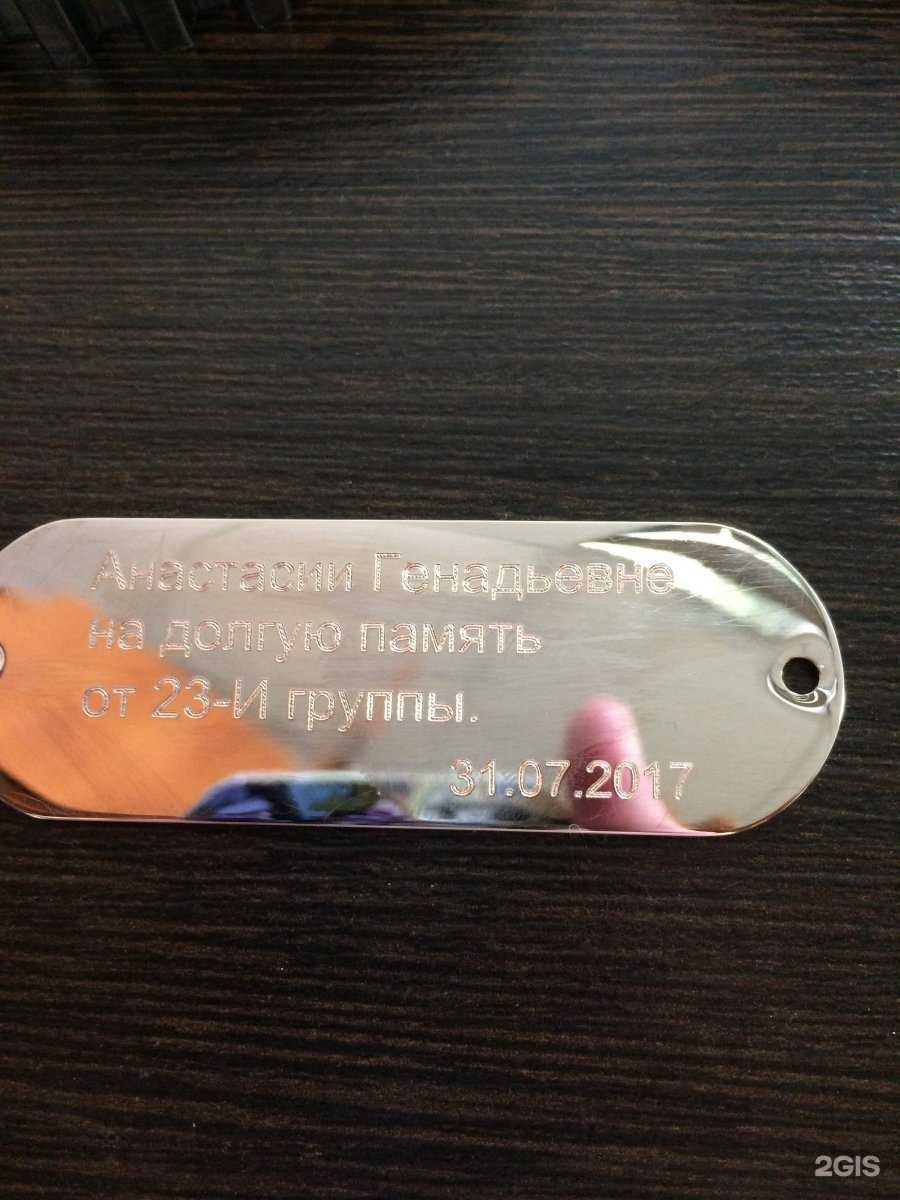 Анастасии Генадьевне
на долгую память
от 23-И группы.
31.07.2017
2GIS